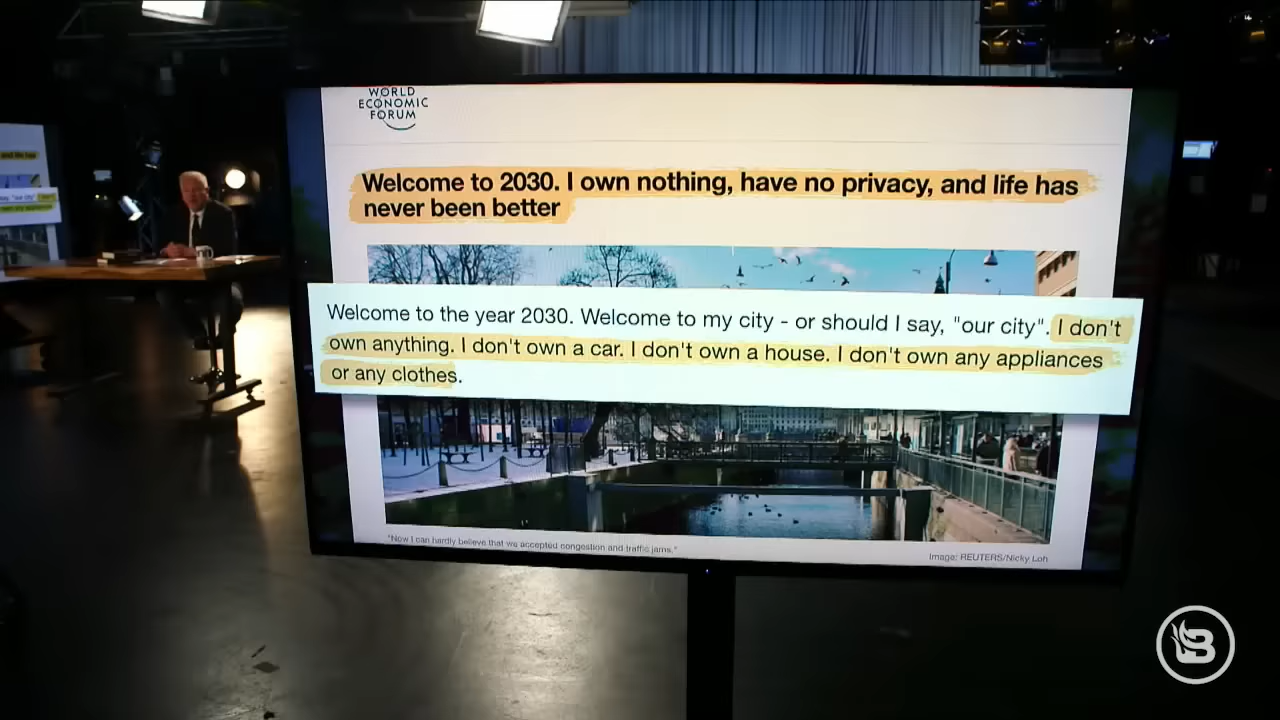 WORLD
ECONOMIC
FORUM
Welcome to 2030. I own nothing, have no privacy, and life has
never been better
Welcome to the year 2030. Welcome to my city - or should I say, "our city". I don't
own anything. I don't own a car. I don't own a house. I don't own any appliances
or any clothes.
"Now I can hardly believe that we accepted congestion and traffic jams."
Image: REUTERS/Nicky Loh
B